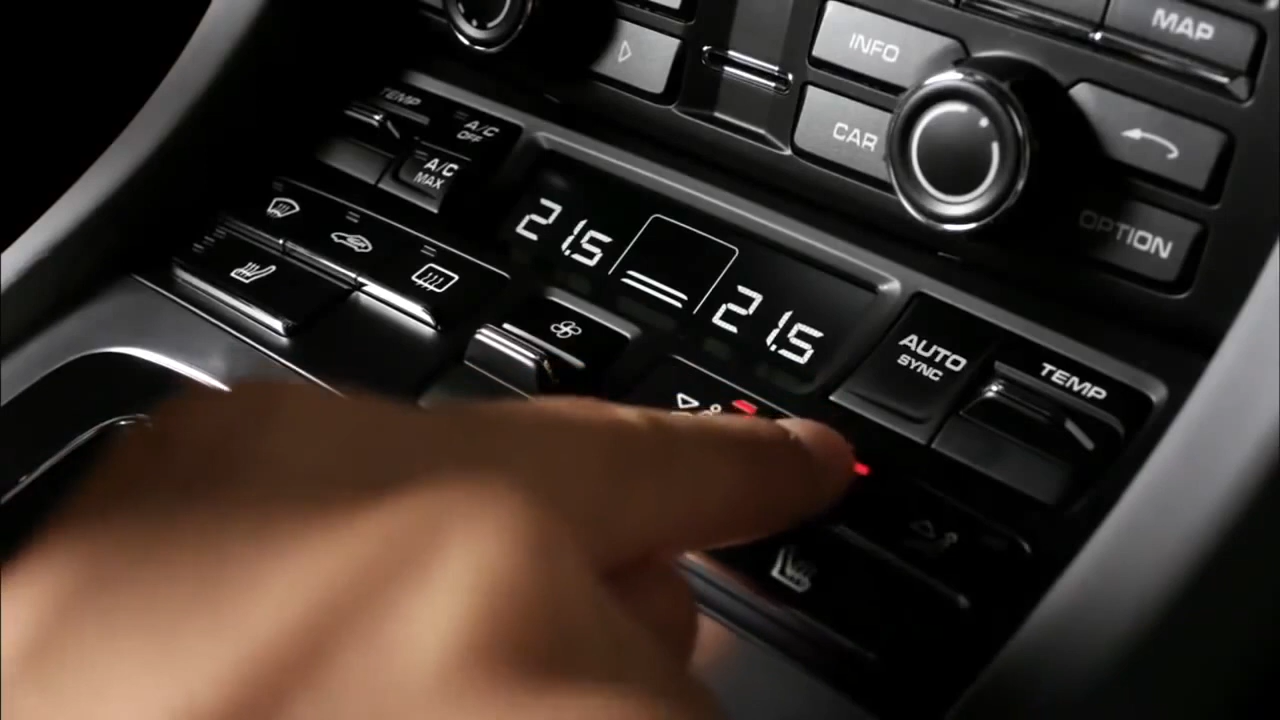 MAP
INFO
CAR
OPTION
TEMP
A/C
OFF
A/C
MAX
21.5
21.5
AUTO
SYNC
TEMP